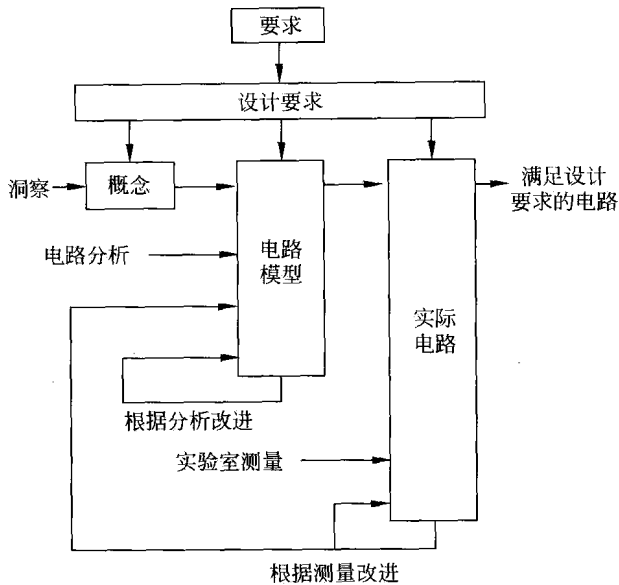 要求
设计要求
洞察
概念
满足设计
要求的电路
电路分析
电路
模型
实际
电路
根据分析改进
实验室测量
根据测量改进